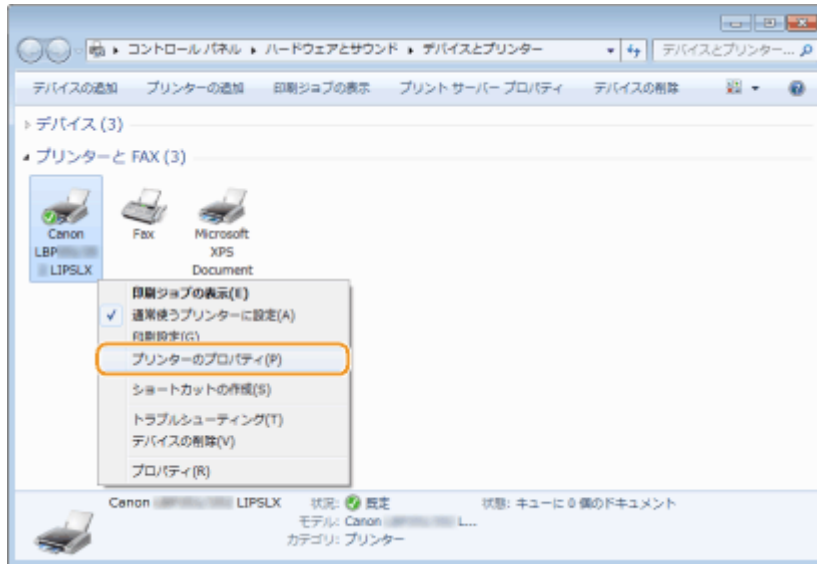 コントロール パネル ハードウェアとサウンド デバイスとプリンター デバイスとプリンター...
デバイスの追加 プリンターの追加 印刷ジョブの表示 プリント サーバー プロパティ デバイスの削除
デバイス (3)
プリンターと FAX (3)
Canon
LBP
LIPSLX
Fax
Microsoft
XPS
Document
印刷ジョブの表示(E)
通常使うプリンターに設定(A)
印刷設定(G)
プリンターのプロパティ(P)
ショートカットの作成(S)
トラブルシューティング(T)
デバイスの削除(V)
プロパティ(R)
Canon LIPSLX 状況: 既定 状態: キューに 0 個のドキュメント
モデル: Canon L...
カテゴリ: プリンター